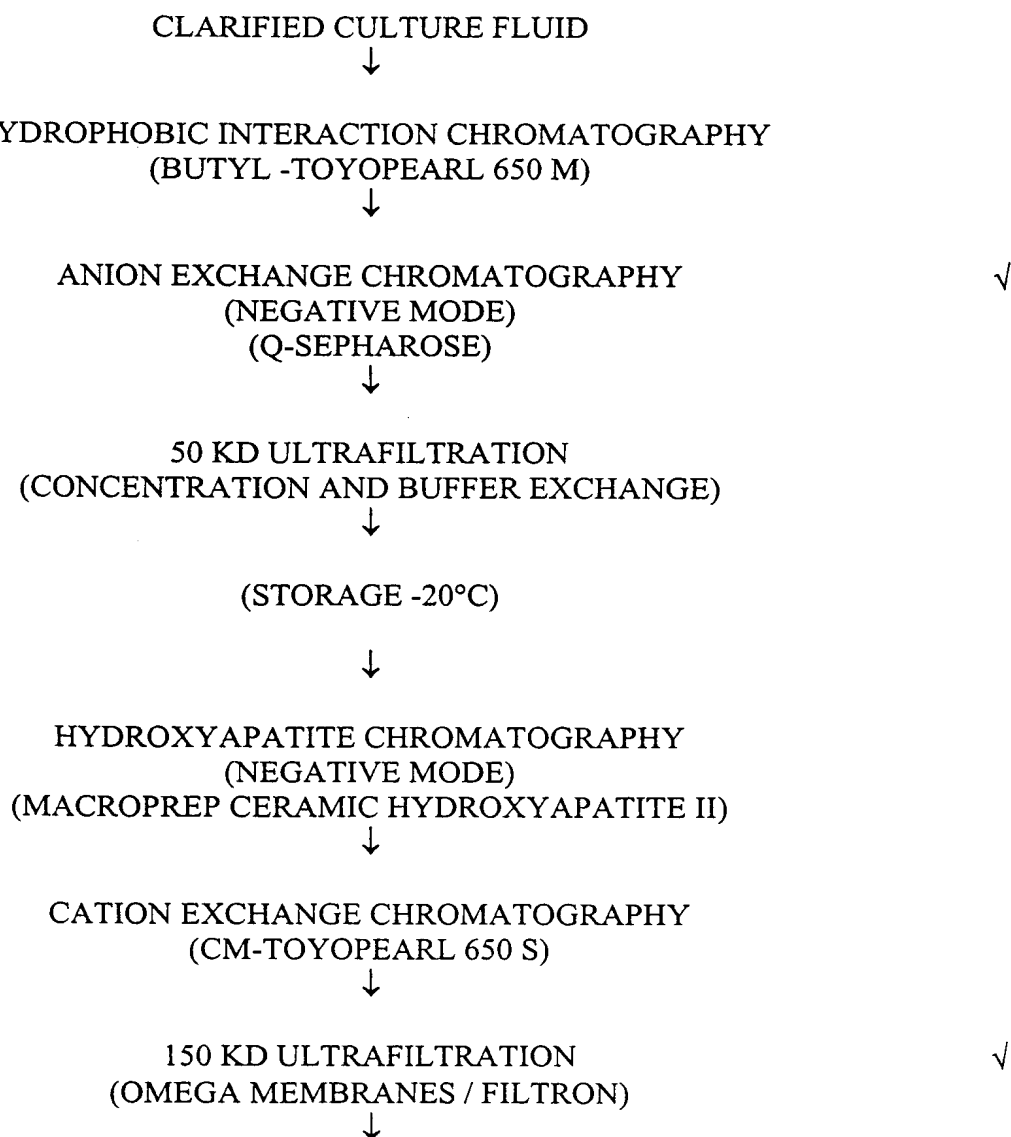 CLARIFIED CULTURE FLUID
↓
YDROPHOBIC INTERACTION CHROMATOGRAPHY
(BUTYL -TOYOPEARL 650 M)
↓
ANION EXCHANGE CHROMATOGRAPHY √
(NEGATIVE MODE)
(Q-SEPHAROSE)
↓
50 KD ULTRAFILTRATION
(CONCENTRATION AND BUFFER EXCHANGE)
↓
(STORAGE -20°C)
↓
HYDROXYAPATITE CHROMATOGRAPHY
(NEGATIVE MODE)
(MACROPREP CERAMIC HYDROXYAPATITE II)
↓
CATION EXCHANGE CHROMATOGRAPHY
(CM-TOYOPEARL 650 S)
↓
150 KD ULTRAFILTRATION √
(OMEGA MEMBRANES / FILTRON)
↓